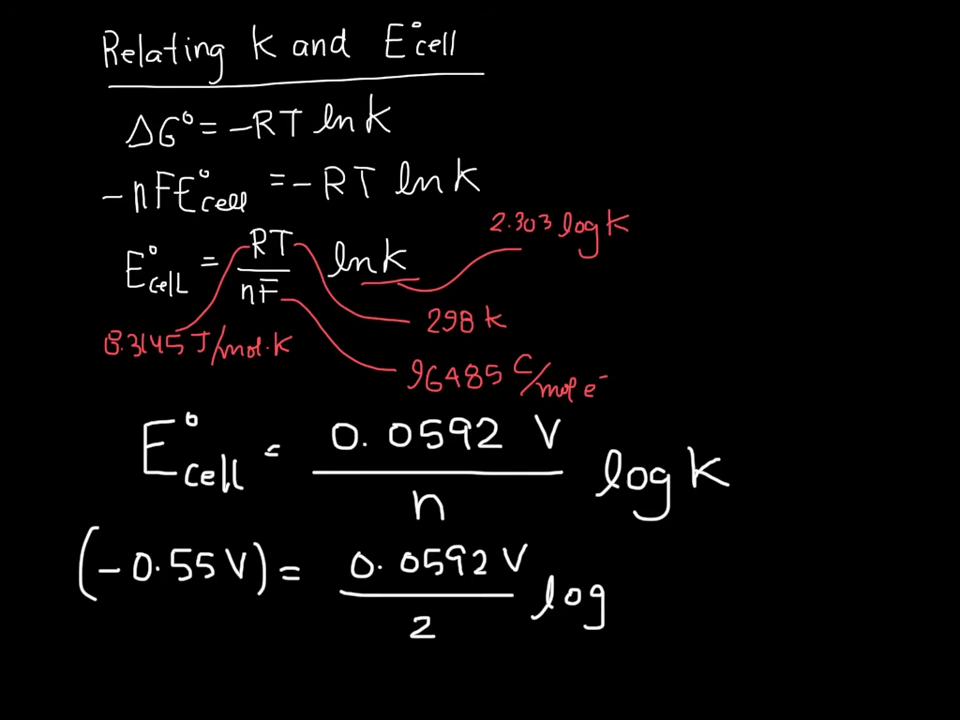 Relating K and E°cell
ΔG° = -RT ln K
-nFE°cell = -RT ln K
2.303 log K
E°cell = RT/nF ln K
298 K
8.3145 J/mol·K
96485 C/mol e⁻
E°cell = 0.0592 V/n log K
(-0.55 V) = 0.0592 V/2 log